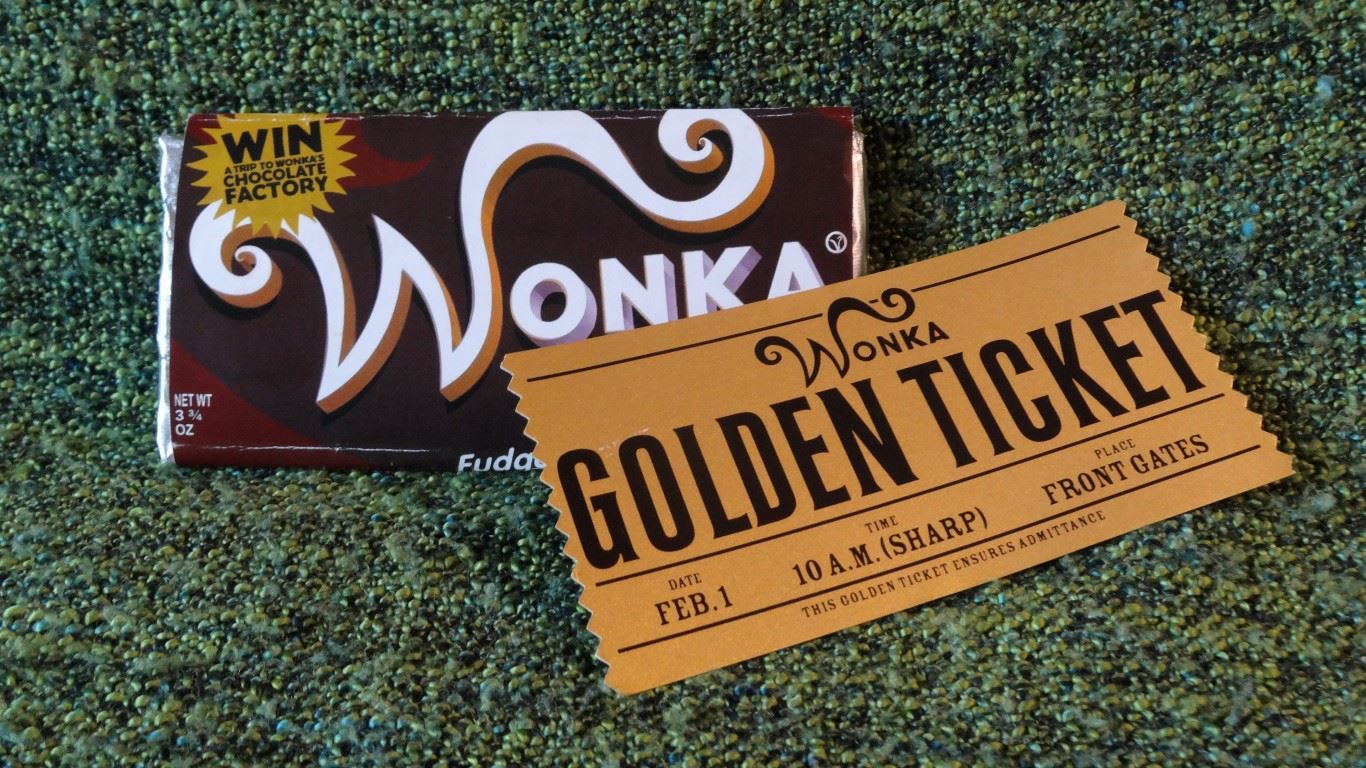 WIN
A TRIP TO WONKA'S
CHOCOLATE
FACTORY
WONKA
NET WT
3 ¾
OZ
WONKA
GOLDEN TICKET
DATE
FEB. 1
TIME
10 A.M. (SHARP)
PLACE
FRONT GATES
THIS GOLDEN TICKET ENSURES ADMITTANCE